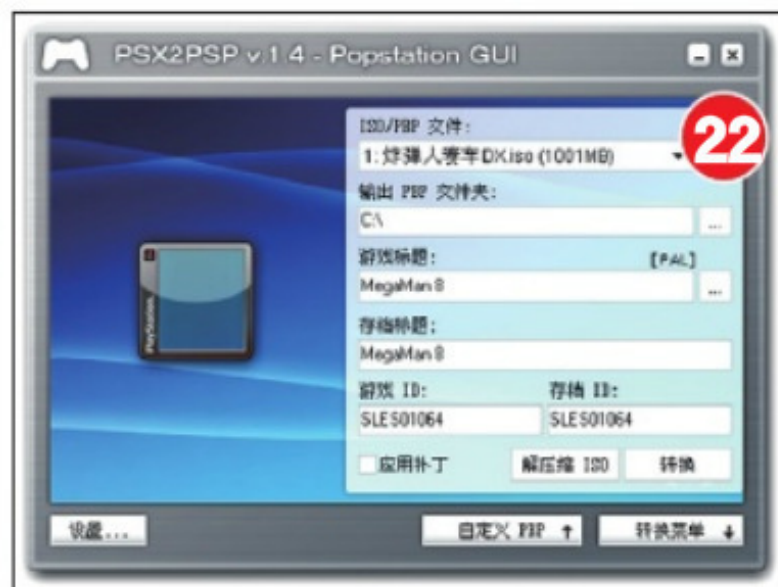 PSX2PSP v.1.4 - Popstation GUI
22
ISO/PBP 文件:
1: 炸弹人赛车DX.iso (1001MB)
输出 PBP 文件夹:
C:\
...
游戏标题: [PAL]
MegaMan 8
...
存档标题:
MegaMan 8
游戏 ID: 存档 ID:
SLES01064 SLES01064
应用补丁 解压缩 ISO 转换
设置... 自定义 PBP ↑ 转换菜单 ↓
PlayStation